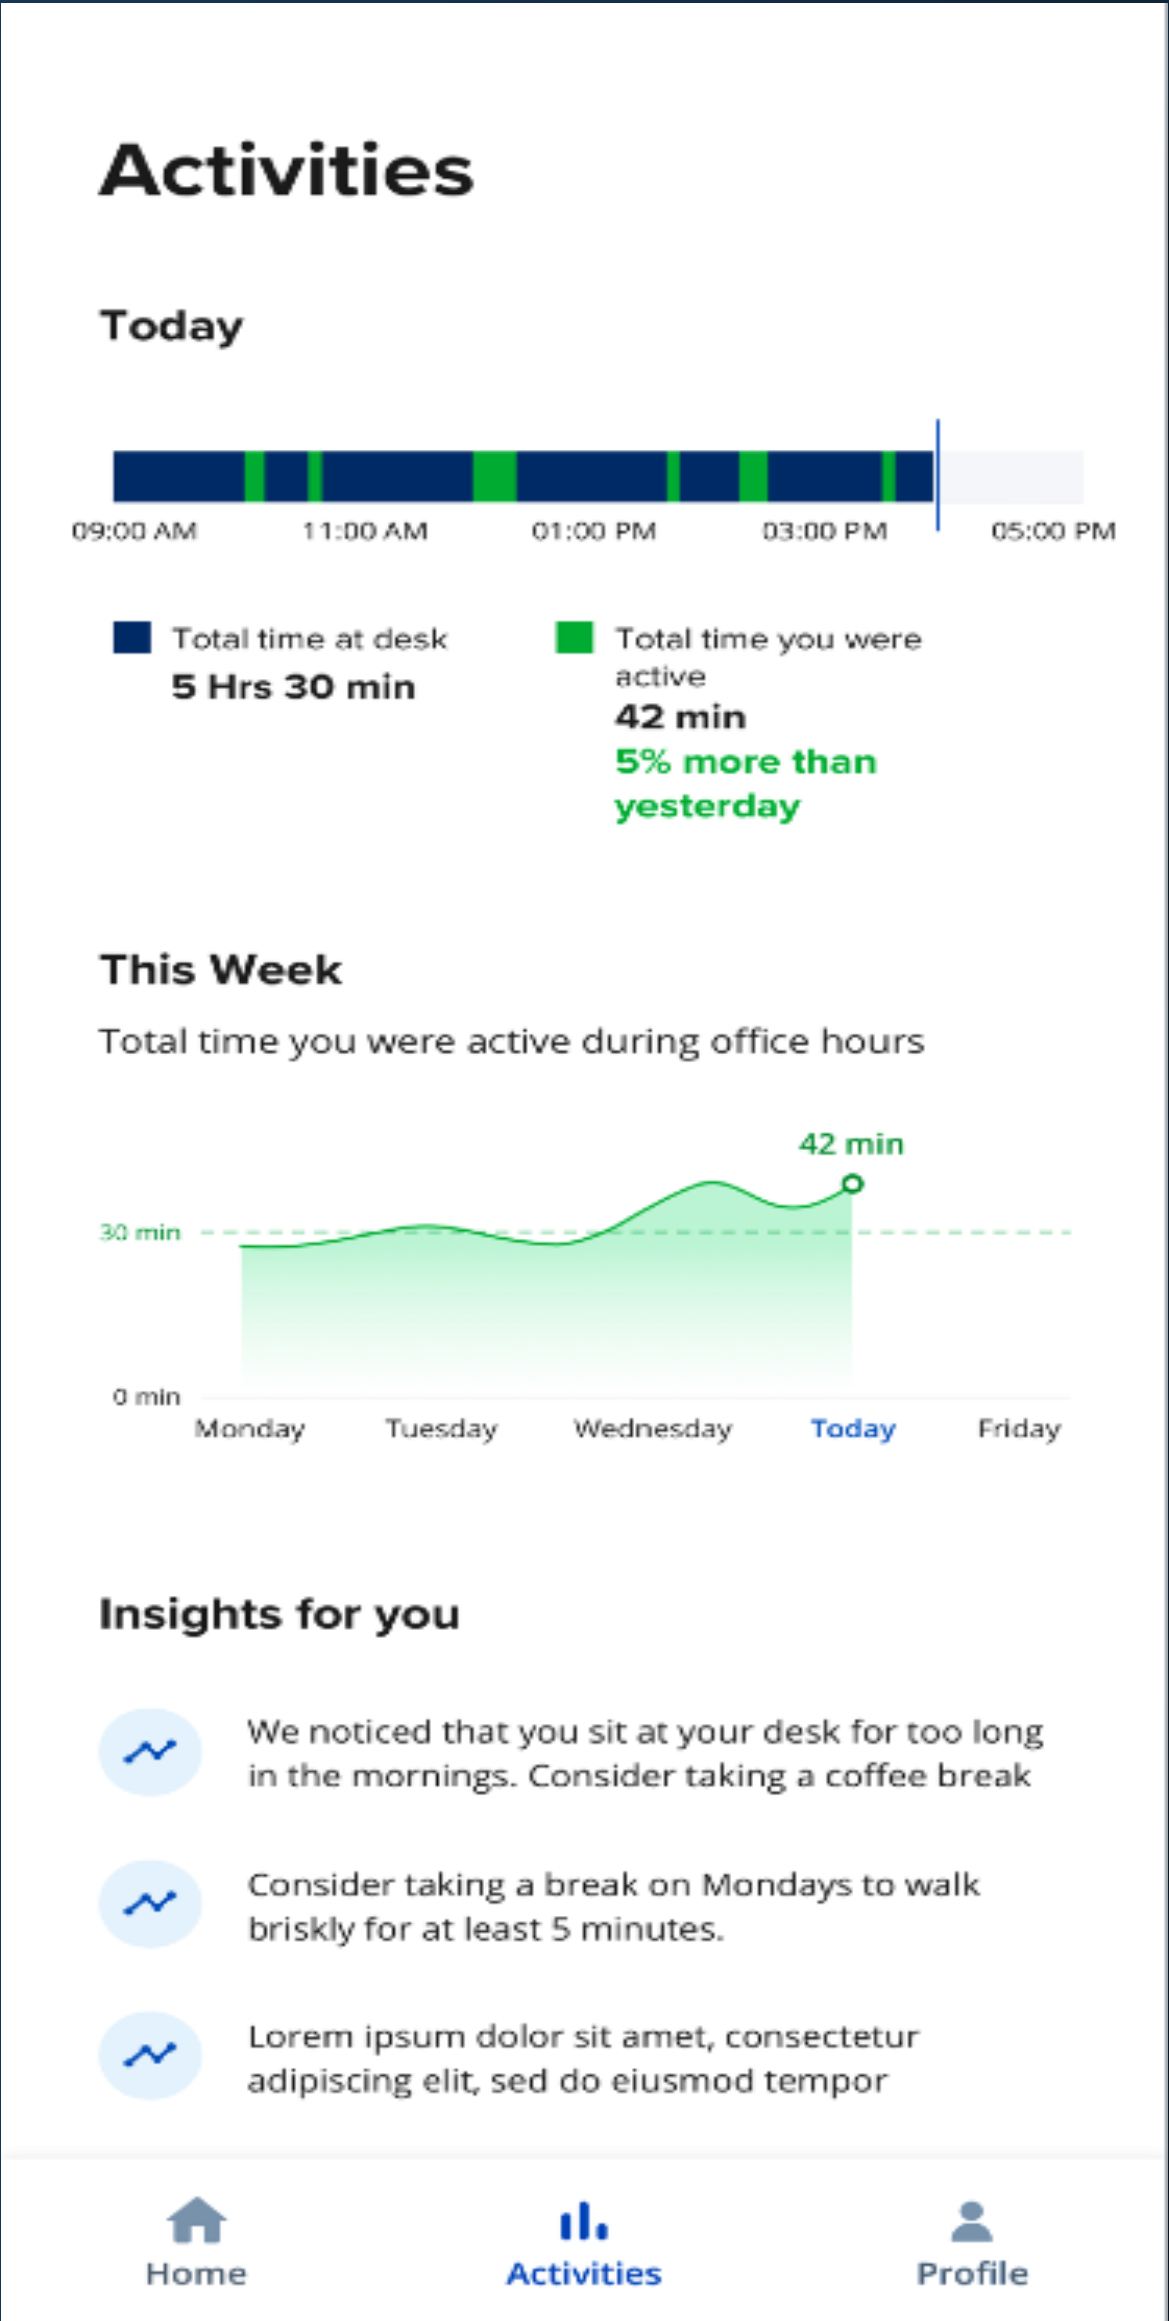 Activities
Today
09:00 AM 11:00 AM 01:00 PM 03:00 PM 05:00 PM
Total time at desk
5 Hrs 30 min
Total time you were
active
42 min
5% more than
yesterday
This Week
Total time you were active during office hours
42 min
30 min
0 min
Monday Tuesday Wednesday Today Friday
Insights for you
We noticed that you sit at your desk for too long
in the mornings. Consider taking a coffee break
Consider taking a break on Mondays to walk
briskly for at least 5 minutes.
Lorem ipsum dolor sit amet, consectetur
adipiscing elit, sed do eiusmod tempor
Home Activities Profile